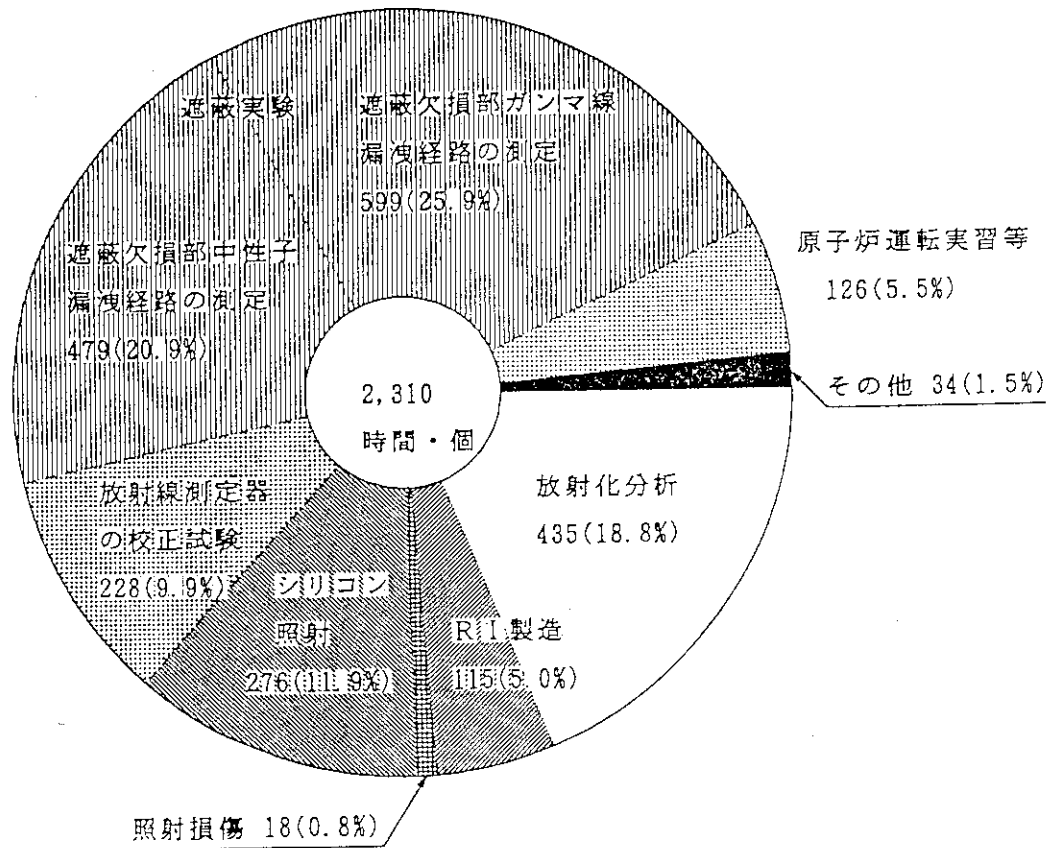 遮蔽実験
遮蔽欠損部ガンマ線
漏洩経路の測定
599(25.9%)
原子炉運転実習等
126(5.5%)
その他 34(1.5%)
遮蔽欠損部中性子
漏洩経路の測定
479(20.9%)
2,310
時間・個
放射化分析
435(18.8%)
放射線測定器
の校正試験
228(9.9%)
シリコン
照射
276(11.9%)
RI製造
115(5.0%)
照射損傷 18(0.8%)